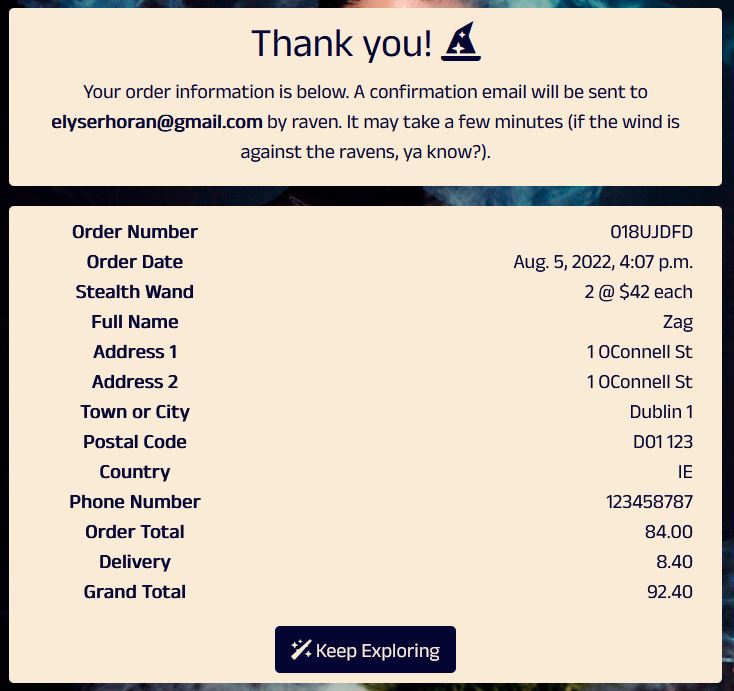 Thank you!
Your order information is below. A confirmation email will be sent to
elyserhoran@gmail.com by raven. It may take a few minutes (if the wind is
against the ravens, ya know?).
Order Number 018UJDFD
Order Date Aug. 5, 2022, 4:07 p.m.
Stealth Wand 2 @ $42 each
Full Name Zag
Address 1 1 OConnell St
Address 2 1 OConnell St
Town or City Dublin 1
Postal Code D01 123
Country IE
Phone Number 123458787
Order Total 84.00
Delivery 8.40
Grand Total 92.40
Keep Exploring